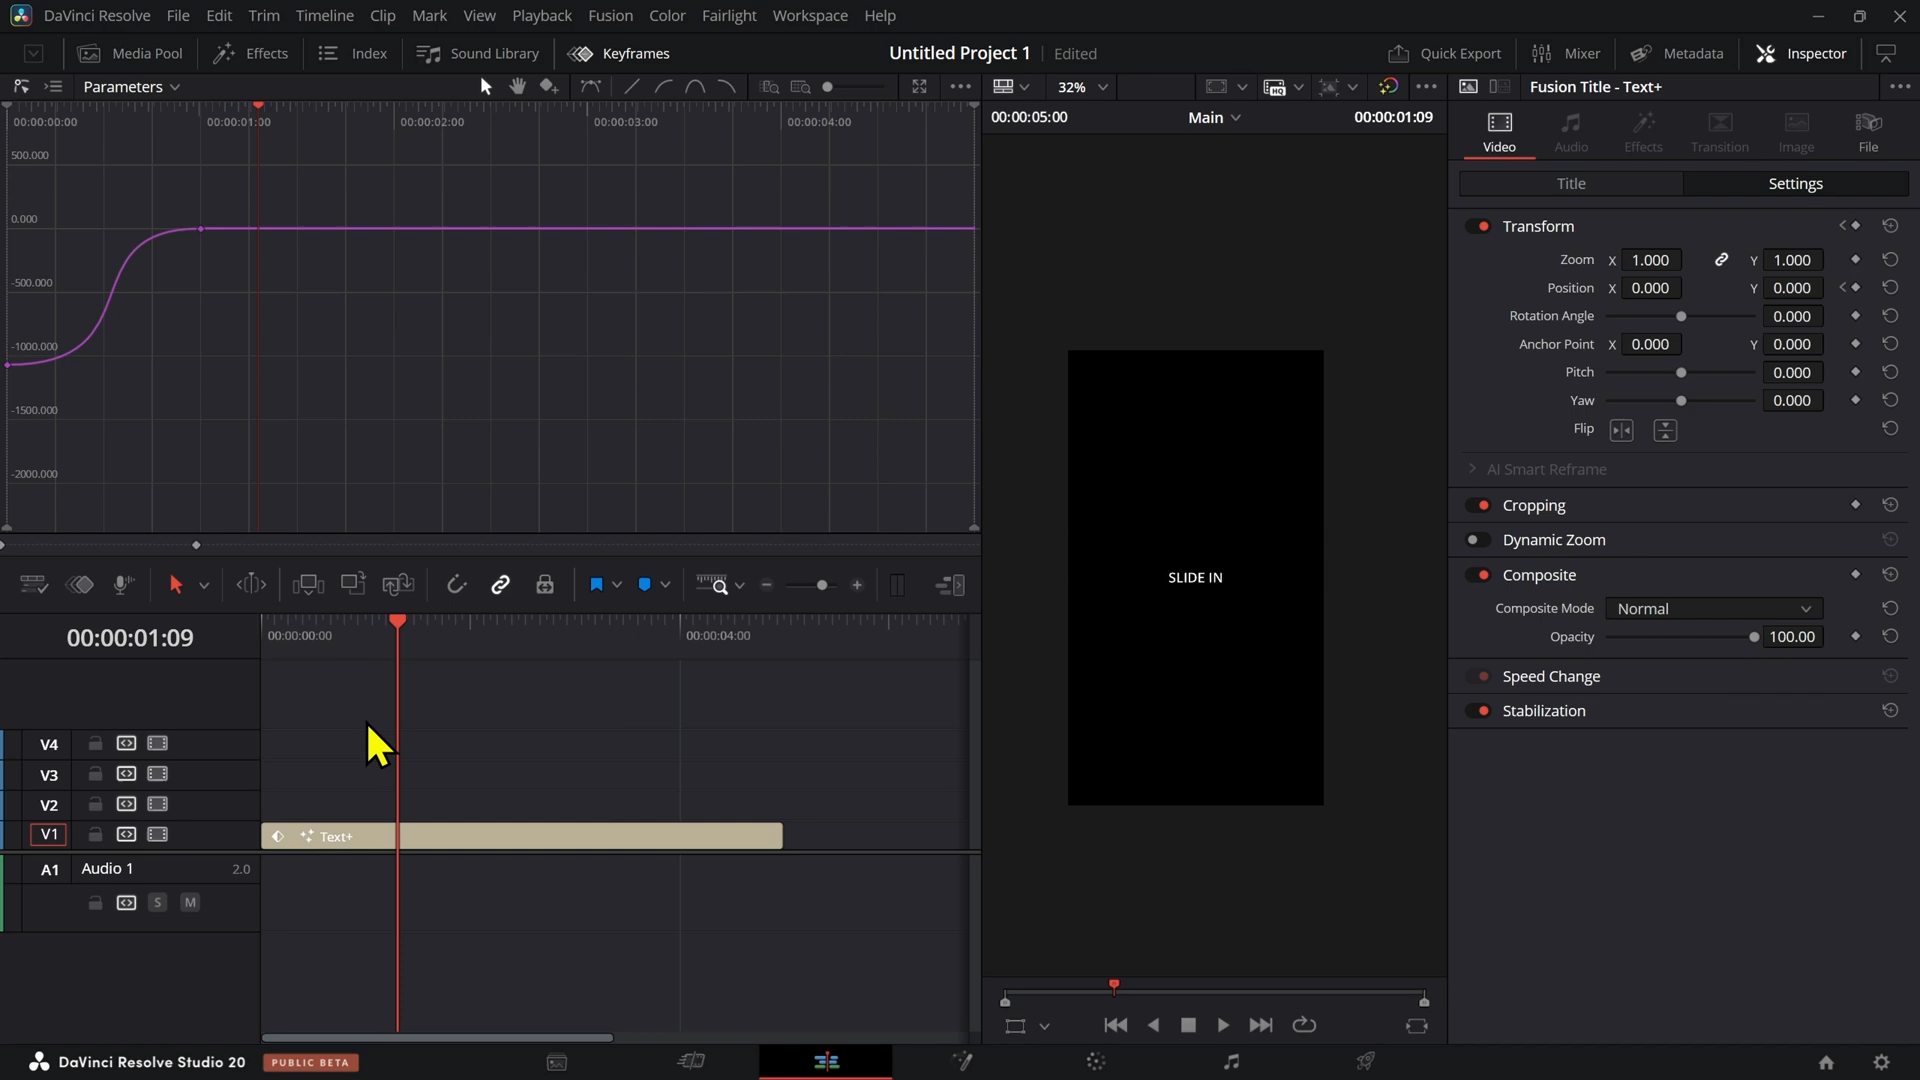 DaVinci Resolve File Edit Trim Timeline Clip Mark View Playback Fusion Color Fairlight Workspace Help
Media Pool Effects Index Sound Library Keyframes Untitled Project 1 Edited Quick Export Mixer Metadata Inspector
Parameters 32% HQ Fusion Title - Text+
00:00:00:00 00:00:01:00 00:00:02:00 00:00:03:00 00:00:04:00
00:00:05:00 Main 00:00:01:09
Video Audio Effects Transition Image File
500.000
0.000
-500.000
-1000.000
-1500.000
-2000.000
Title Settings
Transform
Zoom X 1.000 Y 1.000
Position X 0.000 Y 0.000
Rotation Angle 0.000
Anchor Point X 0.000 Y 0.000
Pitch 0.000
Yaw 0.000
Flip
AI Smart Reframe
Cropping
Dynamic Zoom
Composite
Composite Mode Normal
Opacity 100.00
Speed Change
Stabilization
SLIDE IN
00:00:01:09 00:00:00:00 00:00:04:00
V4
V3
V2
V1 Text+
A1 Audio 1 2.0
S M
DaVinci Resolve Studio 20 PUBLIC BETA